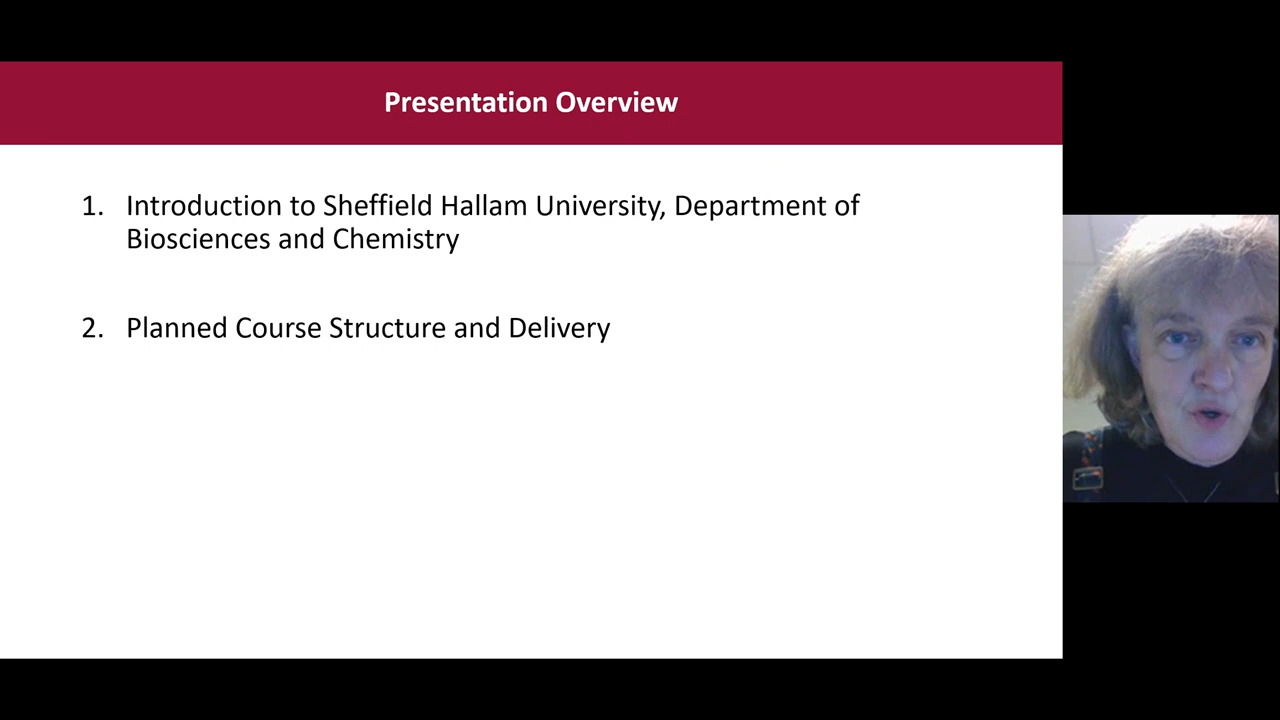 Presentation Overview
1. Introduction to Sheffield Hallam University, Department of
Biosciences and Chemistry
2. Planned Course Structure and Delivery